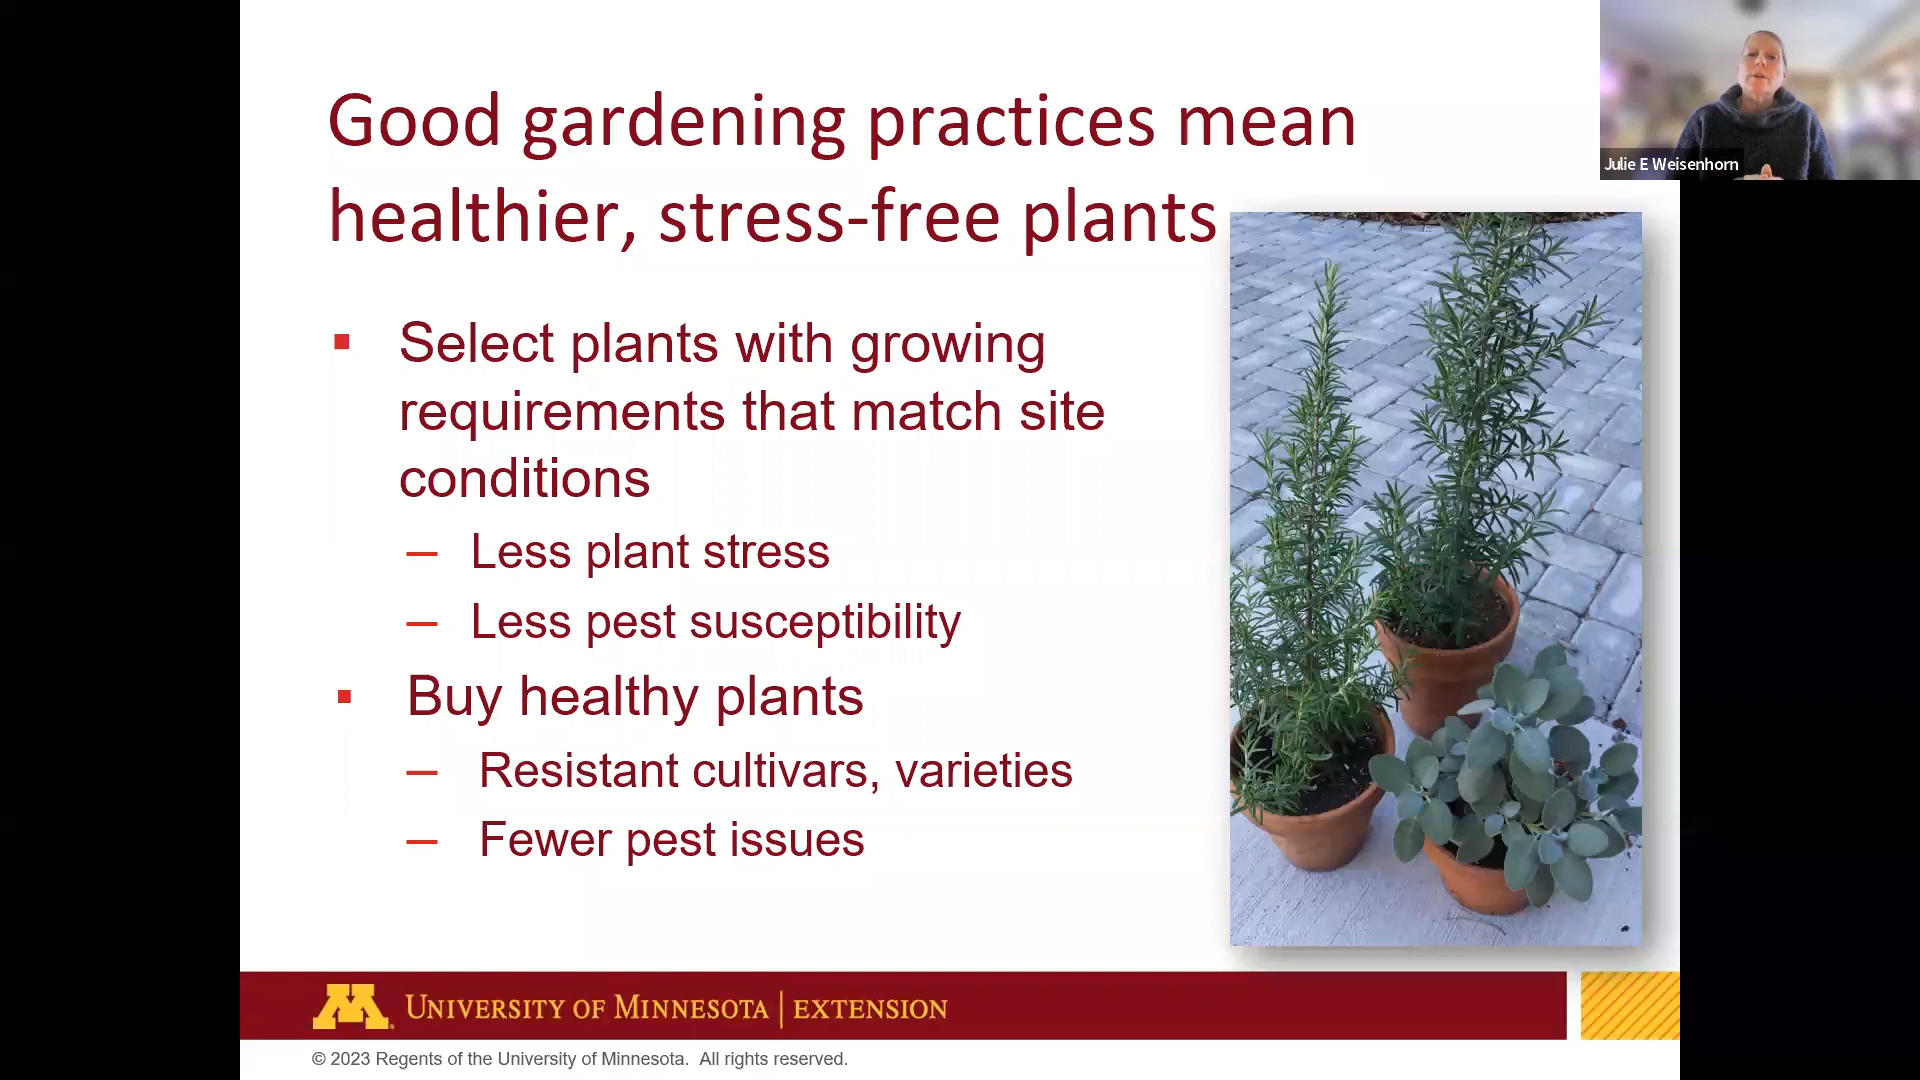 Good gardening practices mean
healthier, stress-free plants
▪ Select plants with growing
requirements that match site
conditions
– Less plant stress
– Less pest susceptibility
▪ Buy healthy plants
– Resistant cultivars, varieties
– Fewer pest issues
Julie E Weisenhorn
M UNIVERSITY OF MINNESOTA | EXTENSION
© 2023 Regents of the University of Minnesota. All rights reserved.